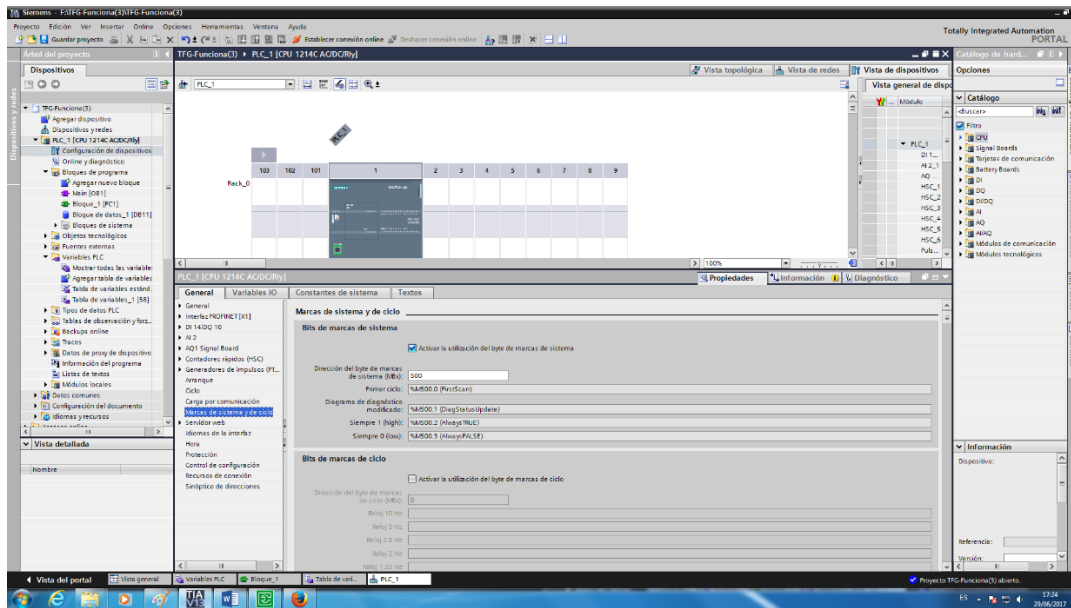 Siemens - F:\TFG-Funciona(3)\TFG-Funciona(3)
Proyecto Edición Ver Insertar Online Opciones Herramientas Ventana Ayuda
Guardar proyecto
Establecer conexión online
Deshacer conexión online
Totally Integrated Automation
PORTAL
Árbol del proyecto
Dispositivos
TFG-Funciona(3)
Agregar dispositivo
Dispositivos y redes
PLC_1 [CPU 1214C AC/DC/Rly]
Configuración de dispositivos
Online y diagnóstico
Bloques de programa
Agregar nuevo bloque
Main [OB1]
Bloque_1 [FC1]
Bloque de datos_1 [DB11]
Bloques de sistema
Objetos tecnológicos
Fuentes externas
Variables PLC
Mostrar todas las variable
Agregar tabla de variables
Tabla de variables estánd.
Tabla de variables_1 [58]
Tipos de datos PLC
Tablas de observación y forz...
Backups online
Traces
Datos de proxy de dispositivo
Información del programa
Listas de textos
Módulos locales
Datos comunes
Configuración del documento
Idiomas y recursos
Vista detallada
Nombre
TFG-Funciona(3) ▸ PLC_1 [CPU 1214C AC/DC/Rly]
Vista topológica
Vista de redes
Vista de dispositivos
PLC_1
Vista general de dispo
Módulo
PLC_1
DI 1...
AI 2_1
AQ ...
HSC_1
HSC_2
HSC_3
HSC_4
HSC_5
HSC_6
Puls...
PLC_1
103 102 101 1 2 3 4 5 6 7 8 9
Rack_0
100%
PLC_1 [CPU 1214C AC/DC/Rly]
Propiedades
Información
Diagnóstico
General
Variables IO
Constantes de sistema
Textos
General
Interfaz PROFINET [X1]
DI 14/DQ 10
AI 2
AQ1 Signal Board
Contadores rápidos (HSC)
Generadores de impulsos (PT...
Arranque
Ciclo
Carga por comunicación
Marcas de sistema y de ciclo
Servidor web
Idiomas de la interfaz
Hora
Protección
Control de configuración
Recursos de conexión
Sinóptico de direcciones
Marcas de sistema y de ciclo
Bits de marcas de sistema
Activar la utilización del byte de marcas de sistema
Dirección del byte de marcas
de sistema (MBx): 500
Primer ciclo: %M500.0 (FirstScan)
Diagrama de diagnóstico
modificado: %M500.1 (DiagStatusUpdate)
Siempre 1 (high): %M500.2 (AlwaysTRUE)
Siempre 0 (low): %M500.3 (AlwaysFALSE)
Bits de marcas de ciclo
Activar la utilización del byte de marcas de ciclo
Dirección del byte de marcas
de ciclo (MBx): 0
Reloj 10 Hz:
Reloj 5 Hz:
Reloj 2.5 Hz:
Reloj 2 Hz:
Reloj 1.25 Hz:
Catálogo de hard...
Opciones
Catálogo
<Buscar>
Filtro
CPU
Signal Boards
Tarjetas de comunicación
Battery Boards
DI
DQ
DI/DQ
AI
AQ
AI/AQ
Módulos de comunicación
Módulos tecnológicos
Información
Dispositivo:
Referencia:
Versión:
Vista del portal
Vista general
Variables PLC
Bloque_1
Tabla de vari...
PLC_1
Proyecto TFG-Funciona(3) abierto.
TIA
V13
ES
17:24
29/06/2017